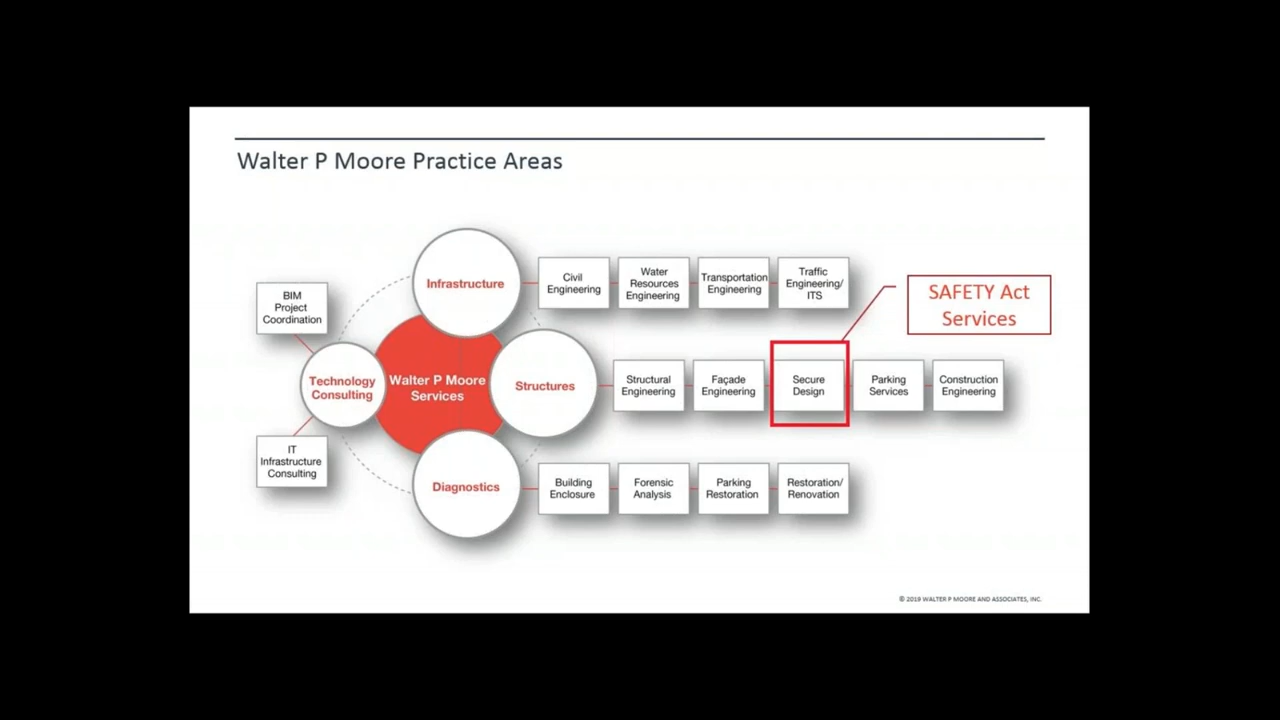 Walter P Moore Practice Areas
Infrastructure
Civil
Engineering
Water
Resources
Engineering
Transportation
Engineering
Traffic
Engineering/
ITS
SAFETY Act
Services
BIM
Project
Coordination
Technology
Consulting
IT
Infrastructure
Consulting
Walter P Moore
Services
Structures
Structural
Engineering
Façade
Engineering
Secure
Design
Parking
Services
Construction
Engineering
Diagnostics
Building
Enclosure
Forensic
Analysis
Parking
Restoration
Restoration/
Renovation
© 2019 WALTER P MOORE AND ASSOCIATES, INC.